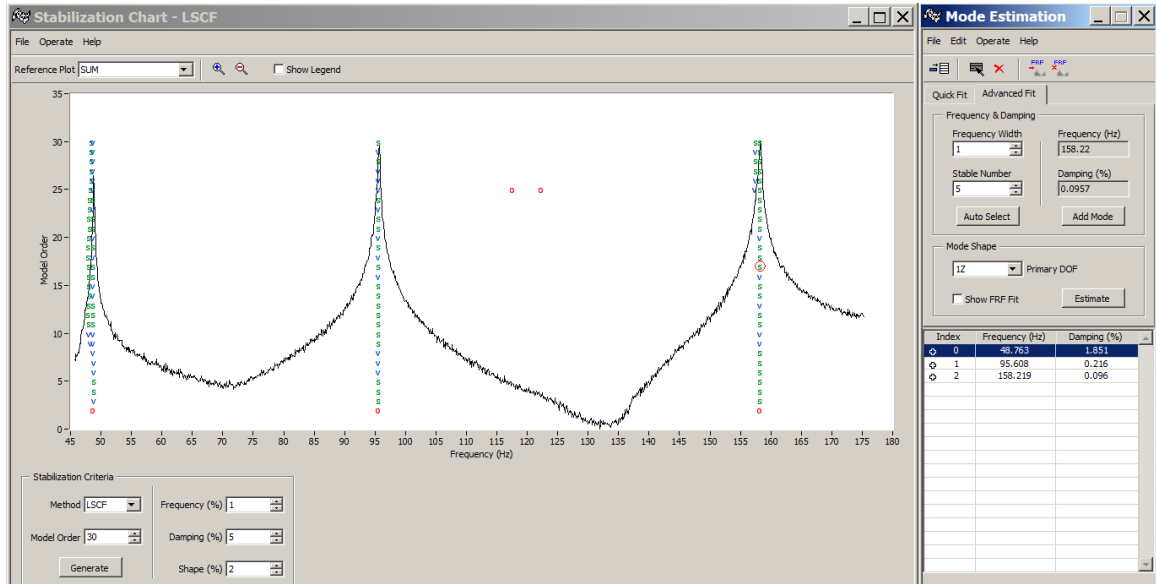 Stabilization Chart - LSCF
File Operate Help
Reference Plot SUM Show Legend
35
30
25
20
15
10
5
0
Model Order
45 50 55 60 65 70 75 80 85 90 95 100 105 110 115 120 125 130 135 140 145 150 155 160 165 170 175 180
Frequency (Hz)
Stabilization Criteria
Method LSCF Frequency (%) 1
Model Order 30 Damping (%) 5
Generate Shape (%) 2
Mode Estimation
File Edit Operate Help
FRF FRF
Quick Fit Advanced Fit
Frequency & Damping
Frequency Width Frequency (Hz)
1 158.22
Stable Number Damping (%)
5 0.0957
Auto Select Add Mode
Mode Shape
1Z Primary DOF
Show FRF Fit Estimate
Index Frequency (Hz) Damping (%)
0 48.763 1.851
1 95.608 0.216
2 158.219 0.096